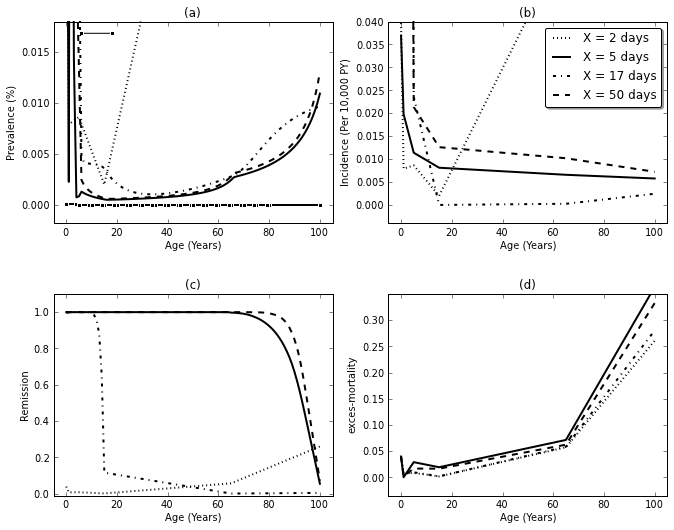 (a)
Prevalence (%)
0.015
0.010
0.005
0.000
0 20 40 60 80 100
Age (Years)
(b)
Incidence (Per 10,000 PY)
0.040
0.035
0.030
0.025
0.020
0.015
0.010
0.005
0.000
X = 2 days
X = 5 days
X = 17 days
X = 50 days
0 20 40 60 80 100
Age (Years)
(c)
Remission
1.0
0.8
0.6
0.4
0.2
0.0
0 20 40 60 80 100
Age (Years)
(d)
exces-mortality
0.30
0.25
0.20
0.15
0.10
0.05
0.00
0 20 40 60 80 100
Age (Years)